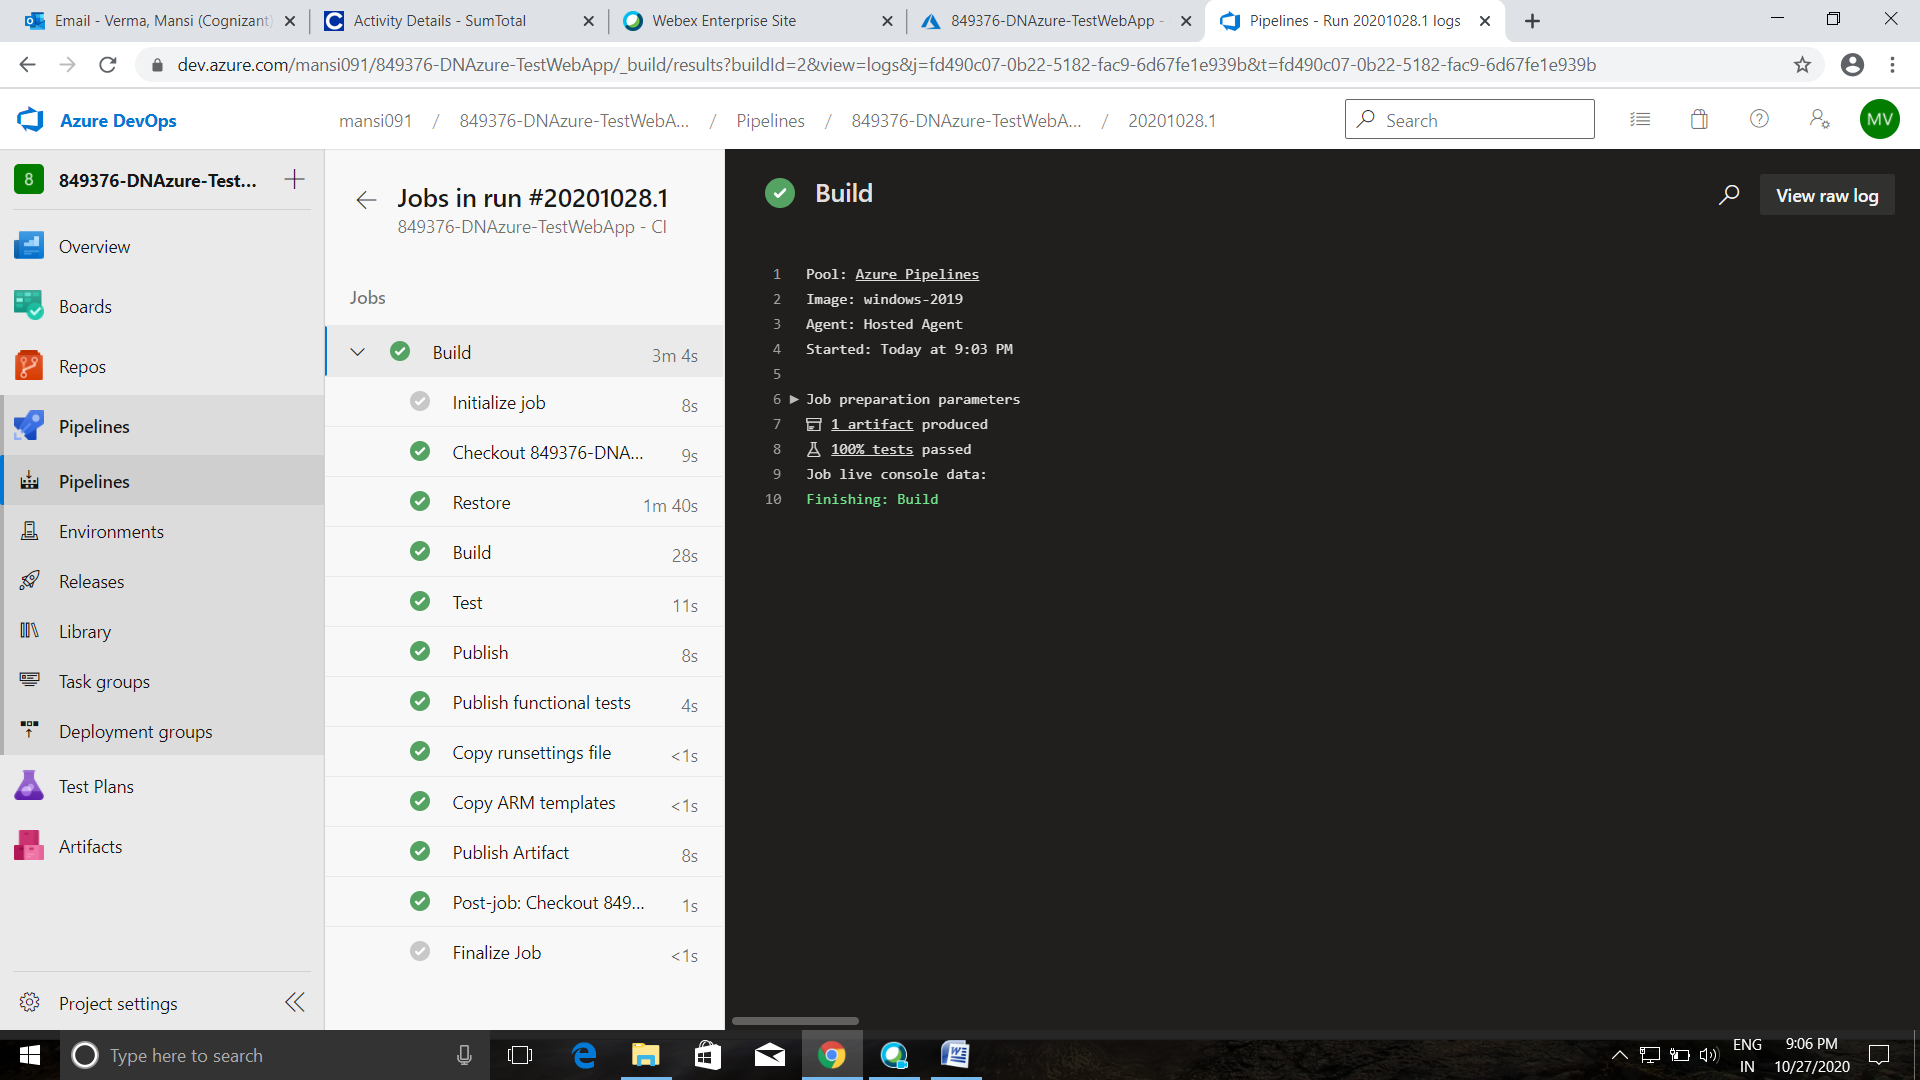 Email - Verma, Mansi (Cognizant)
Activity Details - SumTotal
Webex Enterprise Site
849376-DNAzure-TestWebApp -
Pipelines - Run 20201028.1 logs
dev.azure.com/mansi091/849376-DNAzure-TestWebApp/_build/results?buildId=2&view=logs&j=fd490c07-0b22-5182-fac9-6d67fe1e939b&t=fd490c07-0b22-5182-fac9-6d67fe1e939b
Azure DevOps
mansi091 / 849376-DNAzure-TestWebA... / Pipelines / 849376-DNAzure-TestWebA... / 20201028.1
Search
MV
8 849376-DNAzure-Test...
Overview
Boards
Repos
Pipelines
Pipelines
Environments
Releases
Library
Task groups
Deployment groups
Test Plans
Artifacts
Project settings
Jobs in run #20201028.1
849376-DNAzure-TestWebApp - CI
Jobs
Build 3m 4s
Initialize job 8s
Checkout 849376-DNA... 9s
Restore 1m 40s
Build 28s
Test 11s
Publish 8s
Publish functional tests 4s
Copy runsettings file <1s
Copy ARM templates <1s
Publish Artifact 8s
Post-job: Checkout 849... 1s
Finalize Job <1s
Build
View raw log
1 Pool: Azure Pipelines
2 Image: windows-2019
3 Agent: Hosted Agent
4 Started: Today at 9:03 PM
5
6 Job preparation parameters
7 1 artifact produced
8 100% tests passed
9 Job live console data:
10 Finishing: Build
Type here to search
ENG
IN
9:06 PM
10/27/2020